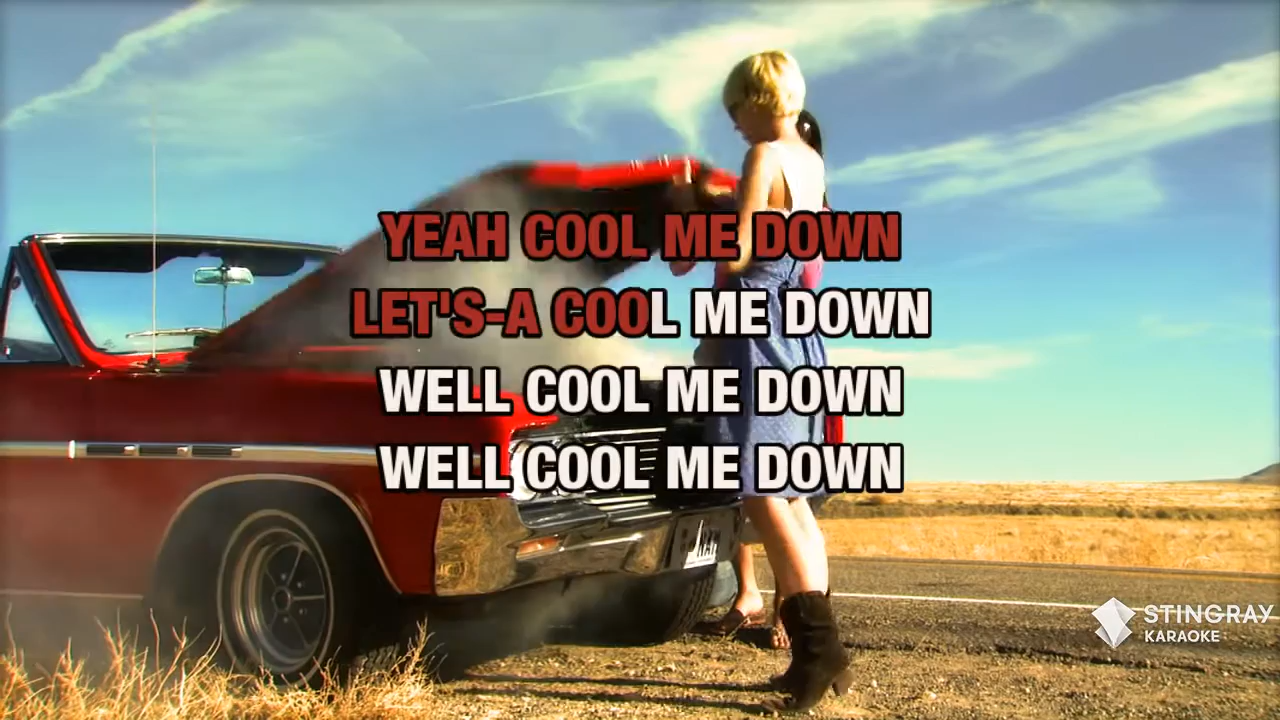 YEAH COOL ME DOWN
LET'S-A COOL ME DOWN
WELL COOL ME DOWN
WELL COOL ME DOWN
STINGRAY
KARAOKE